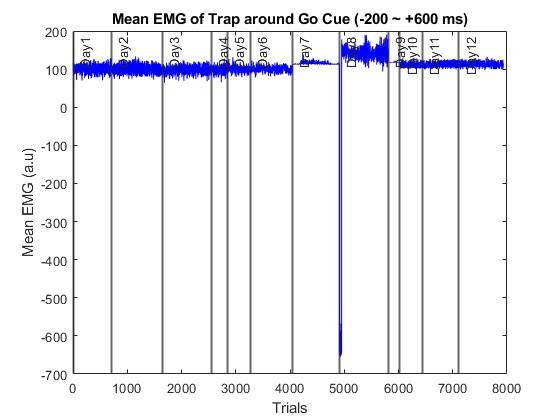 Mean EMG of Trap around Go Cue (-200 ~ +600 ms)
Mean EMG (a.u)
200
100
0
-100
-200
-300
-400
-500
-600
-700
Day1
Day2
Day3
Day4
Day5
Day6
Day7
Day8
Day9
Day10
Day11
Day12
0
1000
2000
3000
4000
5000
6000
7000
8000
Trials